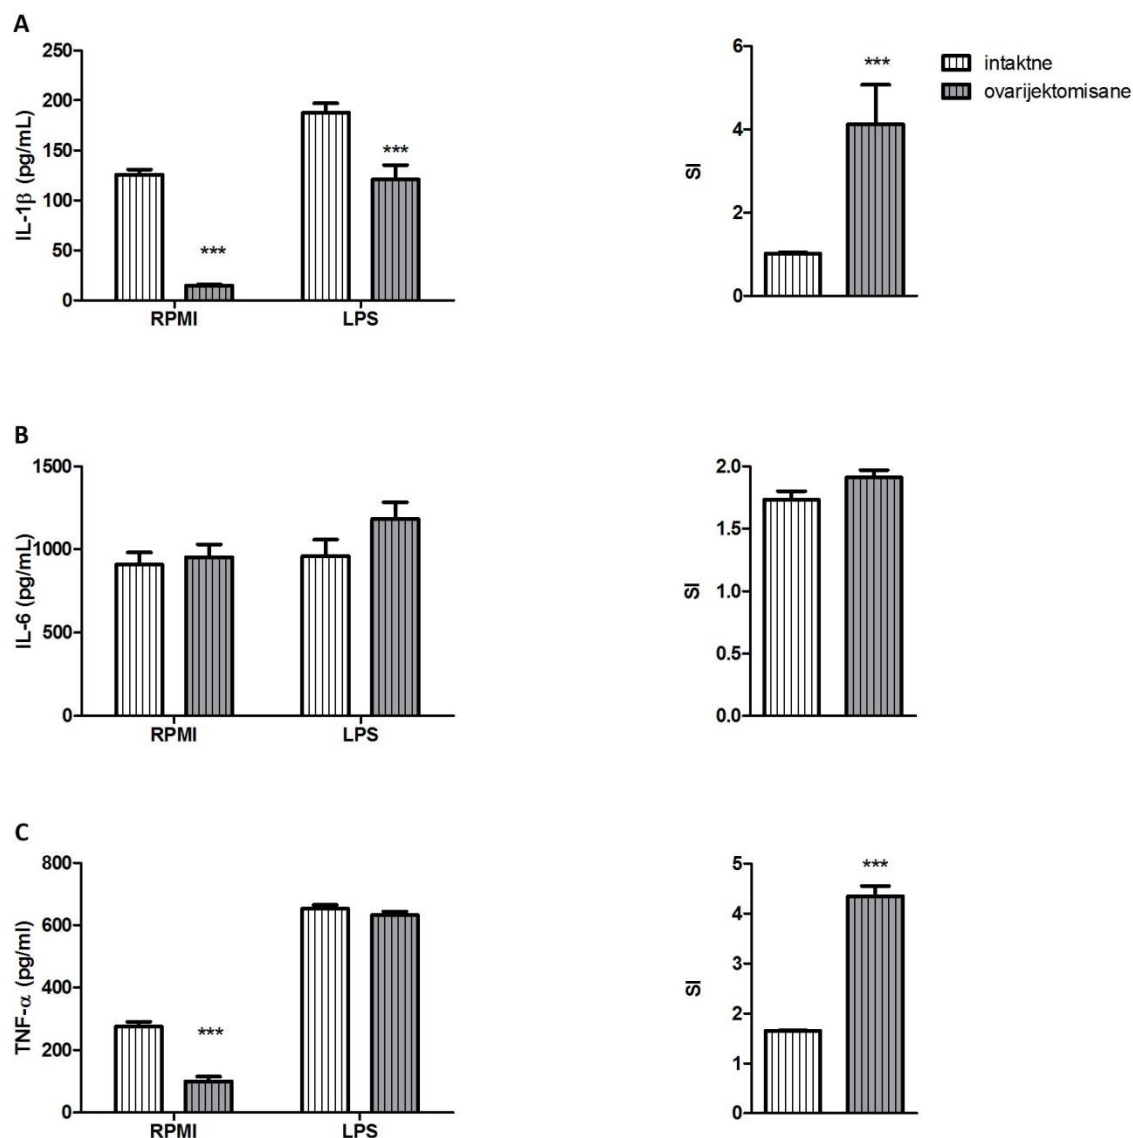 A
IL-1β (pg/mL)
250
200
150
100
50
0
***
***
RPMI
LPS
SI
6
4
2
0
***
intaktne
ovarijektomisane
B
IL-6 (pg/mL)
1500
1000
500
0
RPMI
LPS
SI
2.0
1.5
1.0
0.5
0.0
C
TNF-α (pg/ml)
800
600
400
200
0
***
RPMI
LPS
SI
5
4
3
2
1
0
***